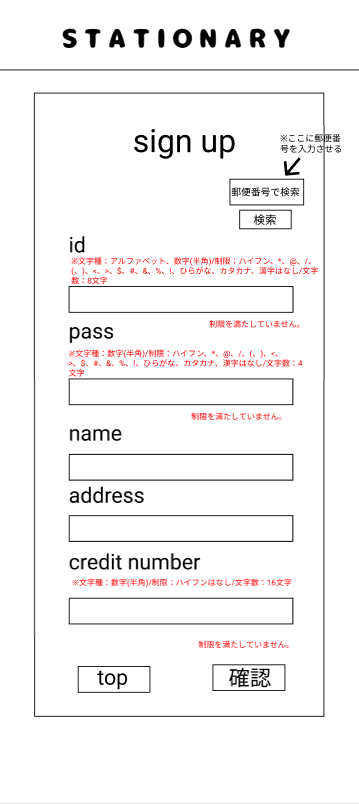 STATIONARY
sign up
※ここに郵便番
号を入力させる
郵便番号で検索
検索
id
※文字種：アルファベット、数字(半角)/制限：ハイフン、*、@、/、
(、)、<、>、$、#、&、%、!、ひらがな、カタカナ、漢字はなし/文字
数：8文字
制限を満たしていません。
pass
※文字種：数字(半角)/制限：ハイフン、*、@、/、(、)、<、
>、$、#、&、%、!、ひらがな、カタカナ、漢字はなし/文字数：4
文字
制限を満たしていません。
name
address
credit number
※文字種：数字(半角)/制限：ハイフンはなし/文字数：16文字
制限を満たしていません。
top
確認